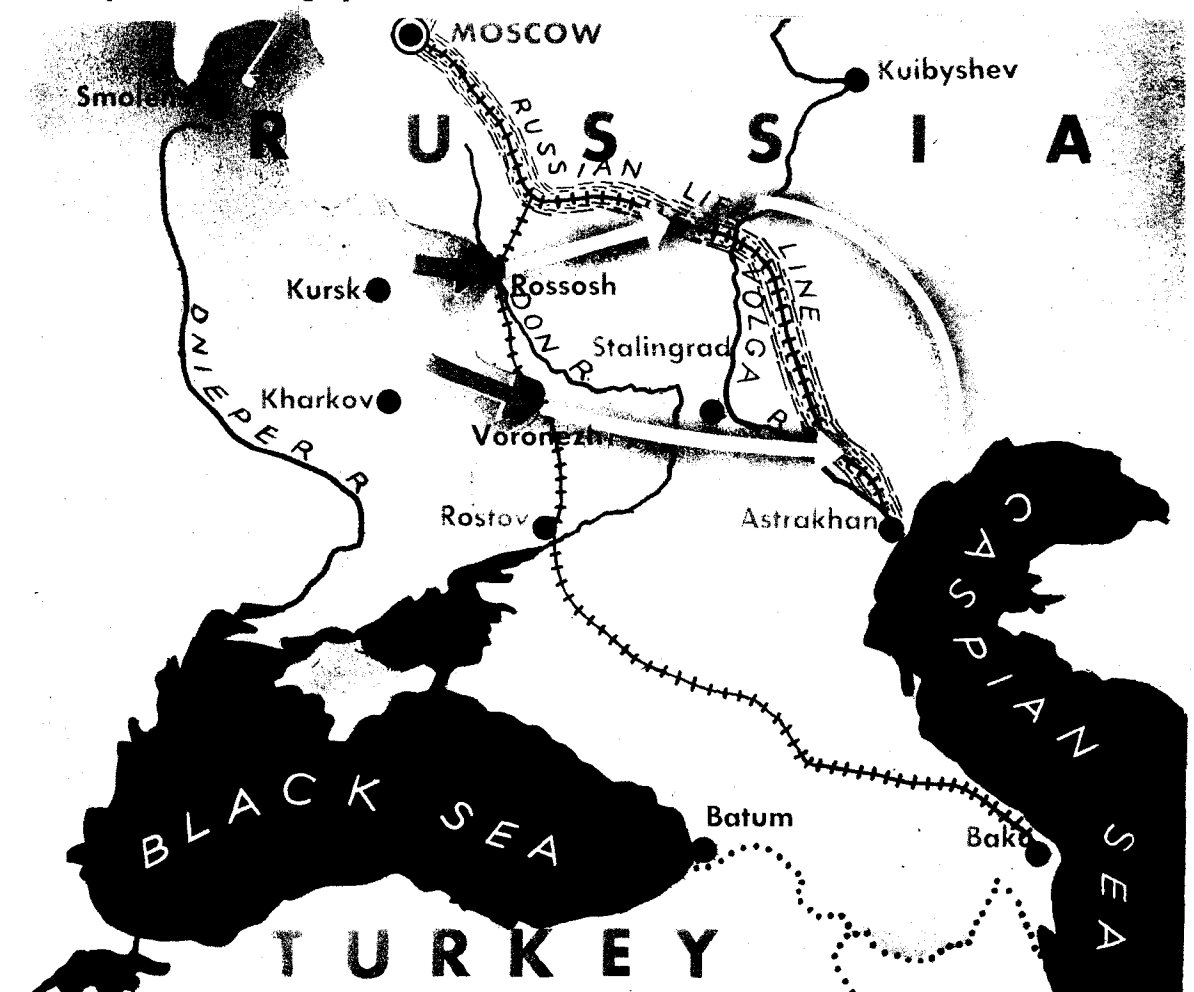 MOSCOW
Kuibyshev
RUSSIA
RUSSIAN
LINE
Kursk
Rossosh
DON R.
DNIEPER R
Stalingrad
VOLGA R
Kharkov
Voronezh
Rostov
Astrakhan
CASPIAN SEA
BLACK SEA
Batum
Baku
TURKEY